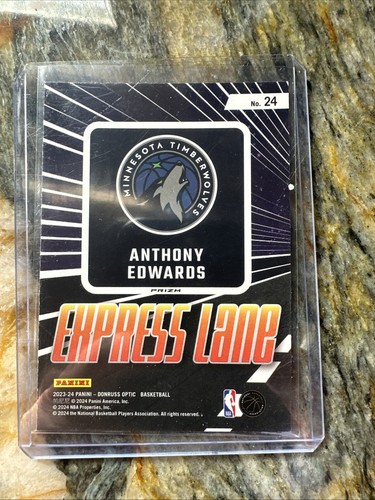 No. 24
MINNESOTA TIMBERWOLVES
ANTHONY
EDWARDS
PRIZM
EXPRESS LANE
PANINI
2023-24 PANINI - DONRUSS OPTIC BASKETBALL
© 2024 Panini America, Inc.
© 2024 NBA Properties, Inc.
© 2024 the National Basketball Players Association. All rights reserved.